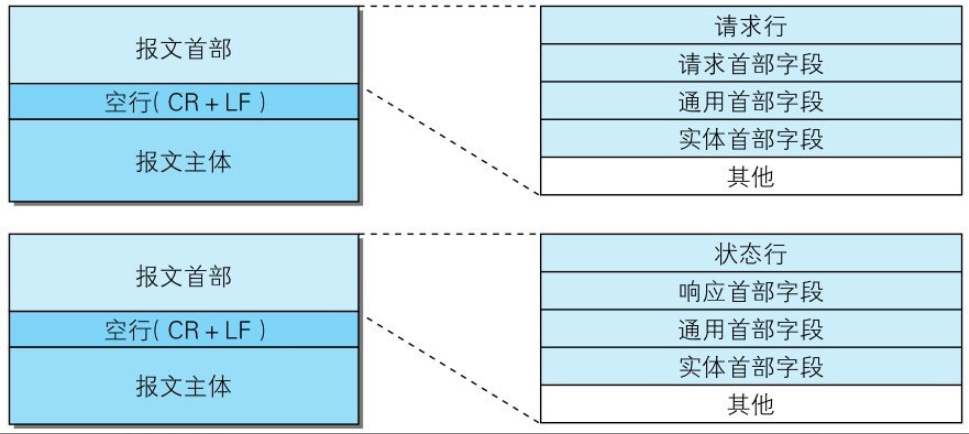 报文首部
空行(CR+LF)
报文主体
请求行
请求首部字段
通用首部字段
实体首部字段
其他
报文首部
空行(CR+LF)
报文主体
状态行
响应首部字段
通用首部字段
实体首部字段
其他